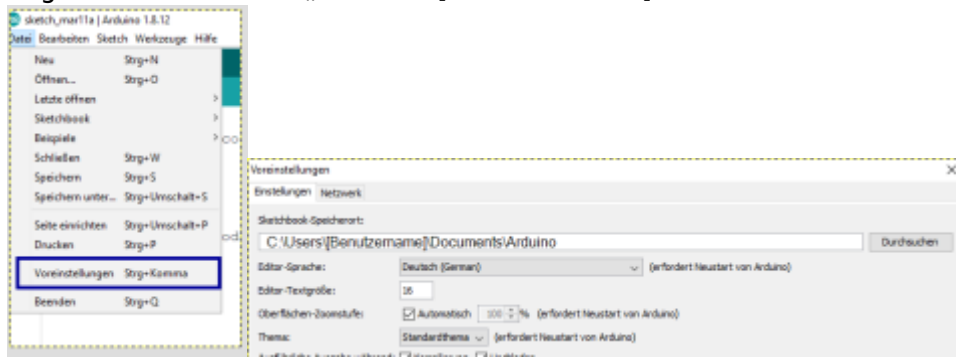 sketch_mar11a | Arduino 1.8.12
Datei Bearbeiten Sketch Werkzeuge Hilfe
Neu Strg+N
Öffnen... Strg+O
Letzte öffnen >
Sketchbook >
Beispiele >
Schließen Strg+W
Speichern Strg+S
Speichern unter... Strg+Umschalt+S
Seite einrichten Strg+Umschalt+P
Drucken Strg+P
Voreinstellungen Strg+Komma
Beenden Strg+Q
Voreinstellungen
Einstellungen Netzwerk
Sketchbook-Speicherort:
C:\Users\[Benutzername]\Documents\Arduino Durchsuchen
Editor-Sprache: Deutsch (German) (erfordert Neustart von Arduino)
Editor-Textgröße: 16
Oberflächen-Zoomstufe: Automatisch 100 % (erfordert Neustart von Arduino)
Thema: Standardthema (erfordert Neustart von Arduino)